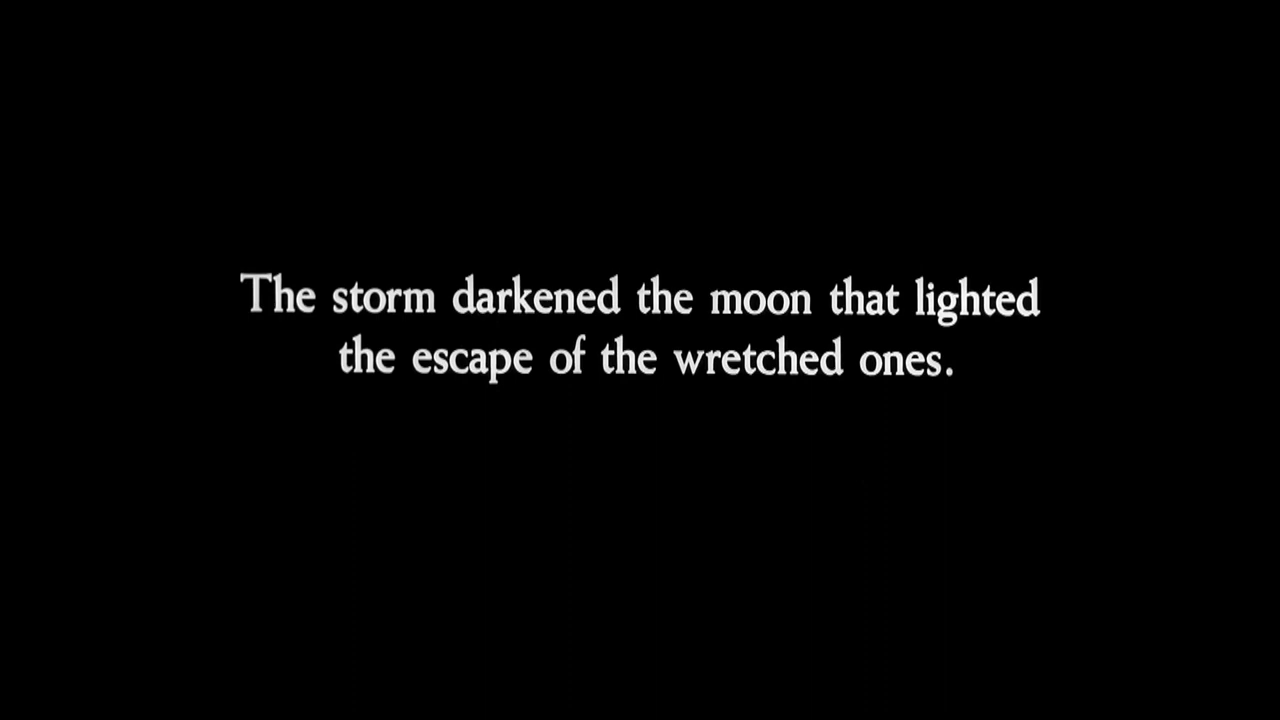 The storm darkened the moon that lighted
the escape of the wretched ones.